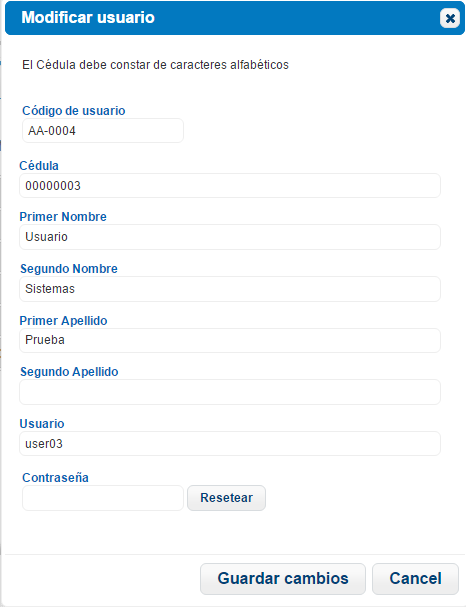 Modificar usuario
El Cédula debe constar de caracteres alfabéticos
Código de usuario
AA-0004
Cédula
00000003
Primer Nombre
Usuario
Segundo Nombre
Sistemas
Primer Apellido
Prueba
Segundo Apellido
Usuario
user03
Contraseña
Resetear
Guardar cambios
Cancel